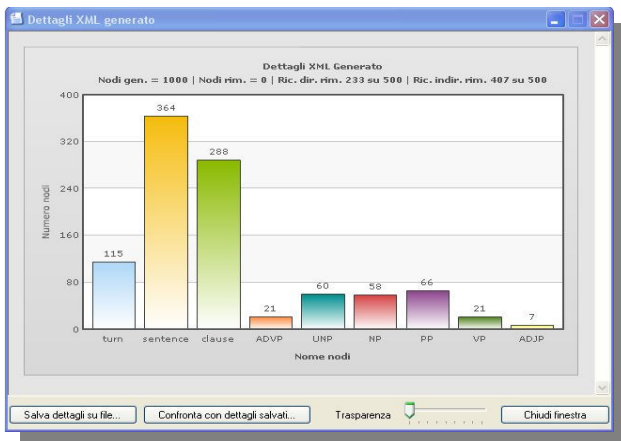 Dettagli XML generato
Dettagli XML Generato
Nodi gen. = 1000 | Nodi rim. = 0 | Ric. dir. rim. 233 su 500 | Ric. indir. rim. 407 su 500
Numero nodi
400
320
240
160
80
0
115
364
288
21
60
58
66
21
7
turn sentence clause ADVP UNP NP PP VP ADJP
Nome nodi
Salva dettagli su file... Confronta con dettagli salvati... Trasparenza Chiudi finestra